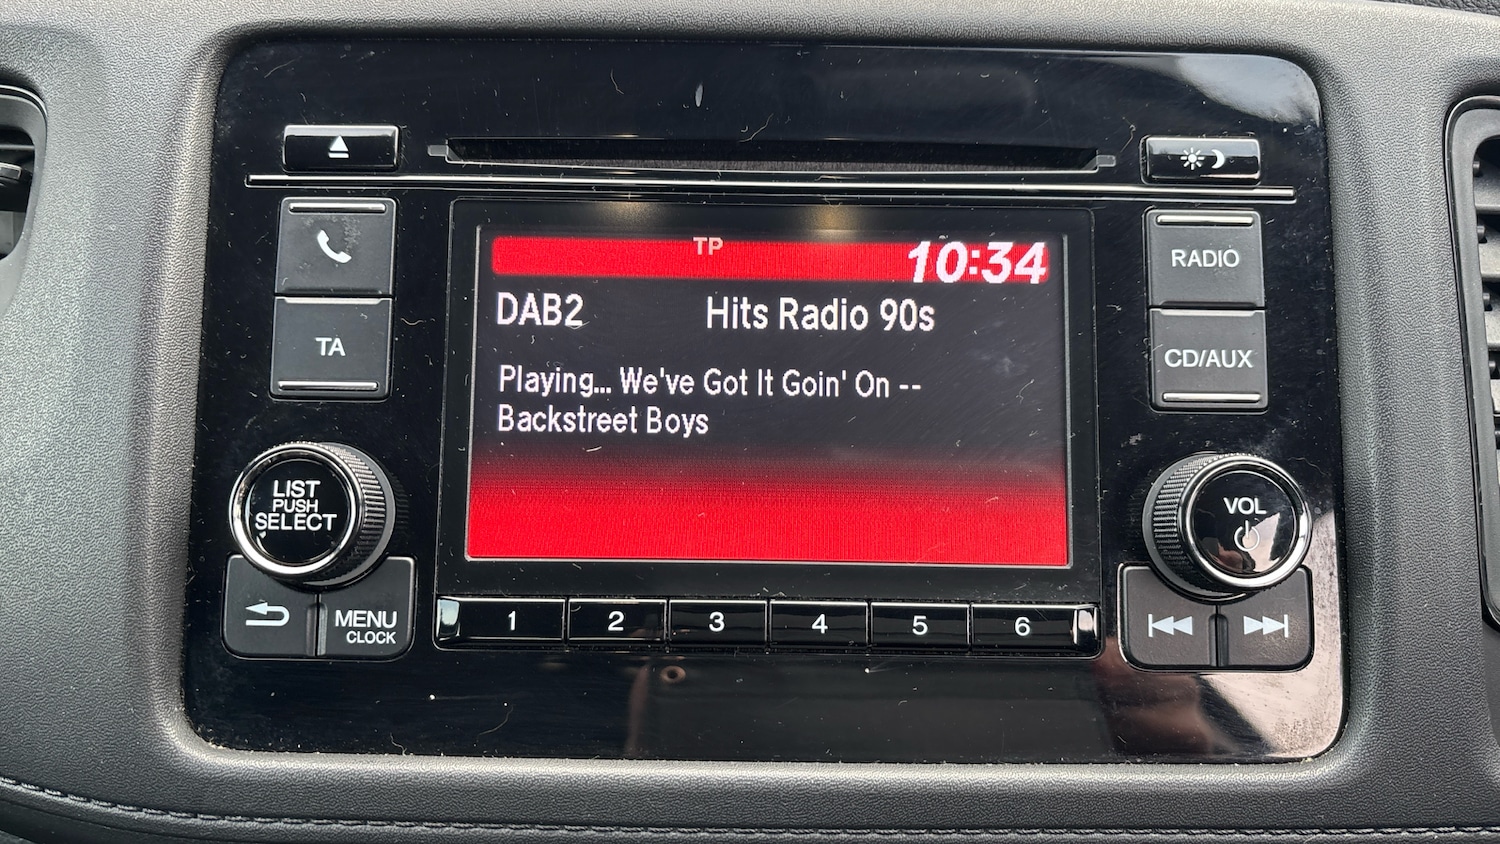 TP 10:34
RADIO
DAB2 Hits Radio 90s
TA
CD/AUX
Playing... We've Got It Goin' On --
Backstreet Boys
LIST
PUSH
SELECT
VOL
MENU
CLOCK
1 2 3 4 5 6